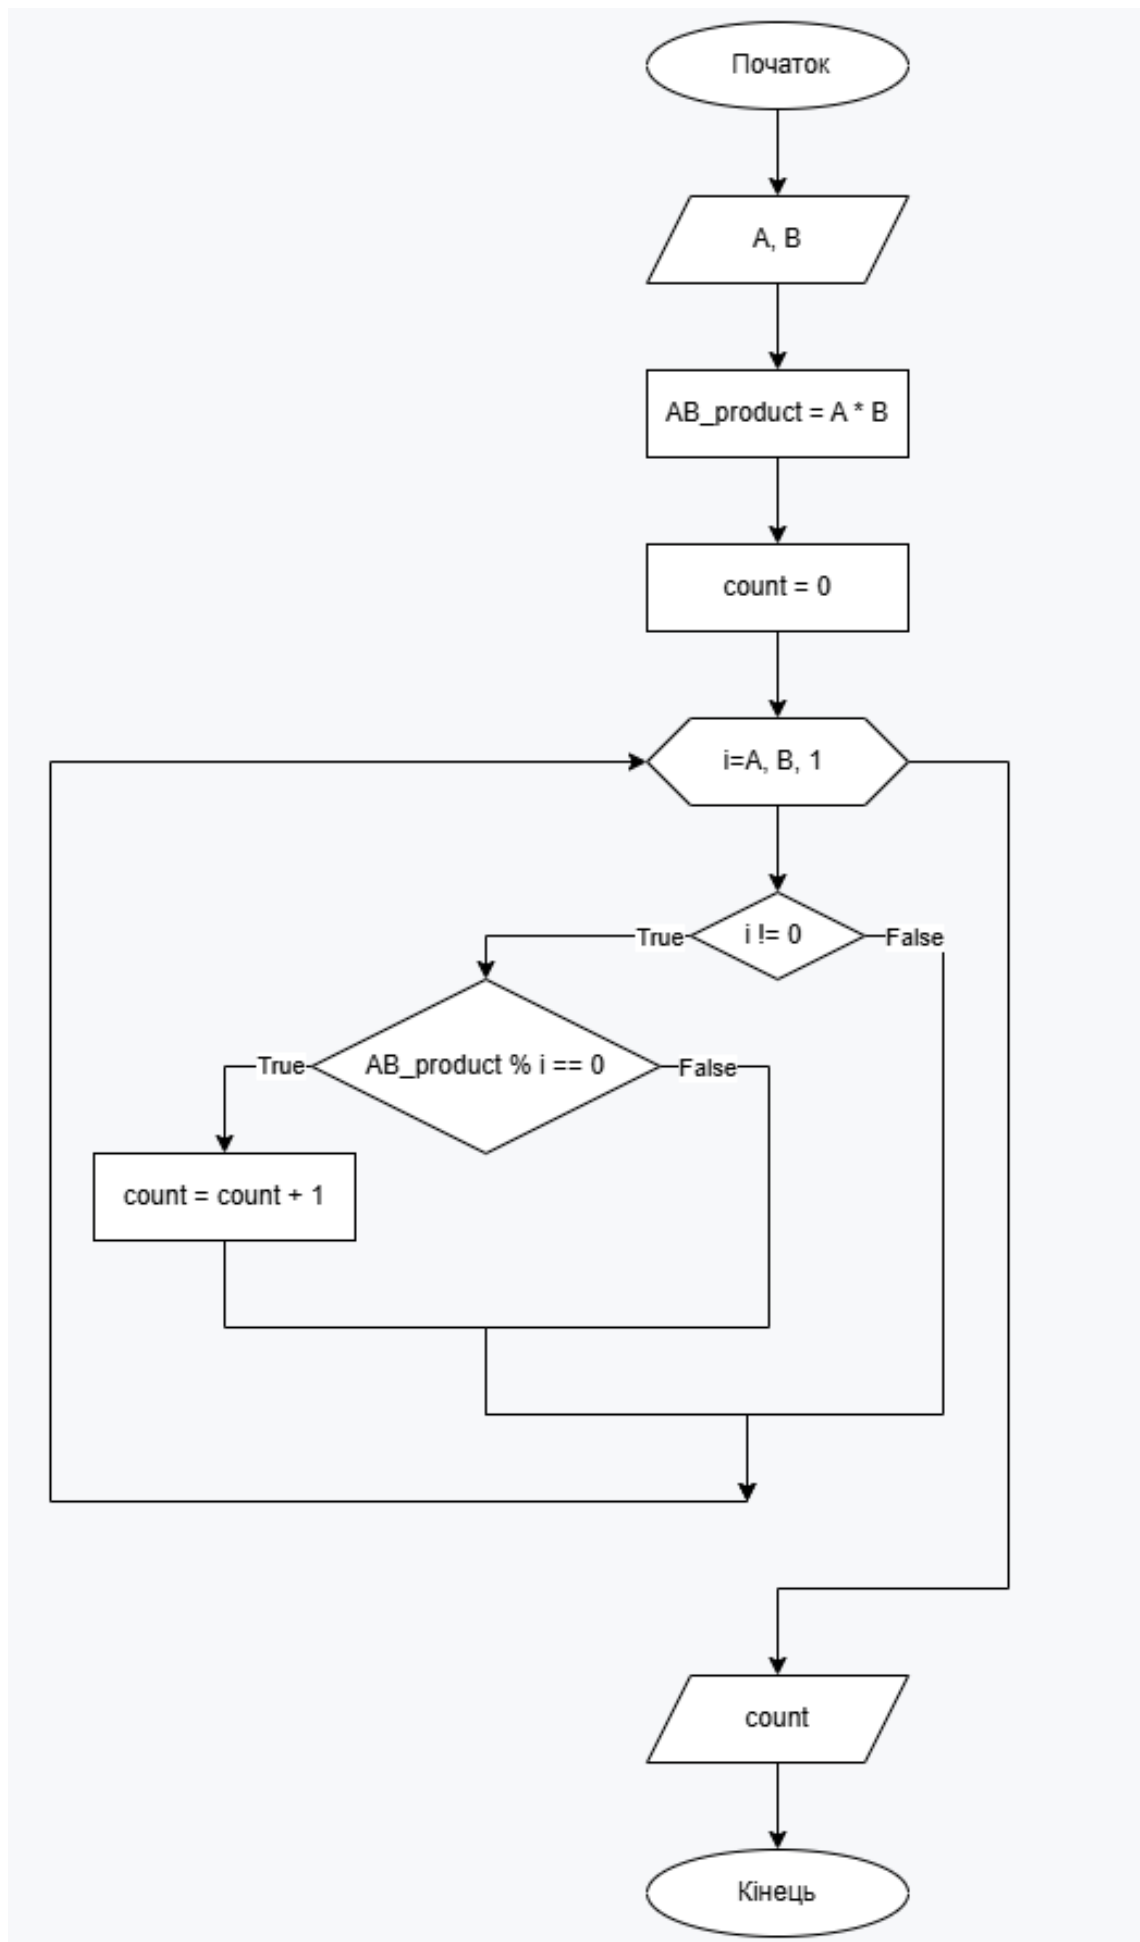 Початок
A, B
AB_product = A * B
count = 0
i=A, B, 1
i != 0
True
False
AB_product % i == 0
True
False
count = count + 1
count
Кінець